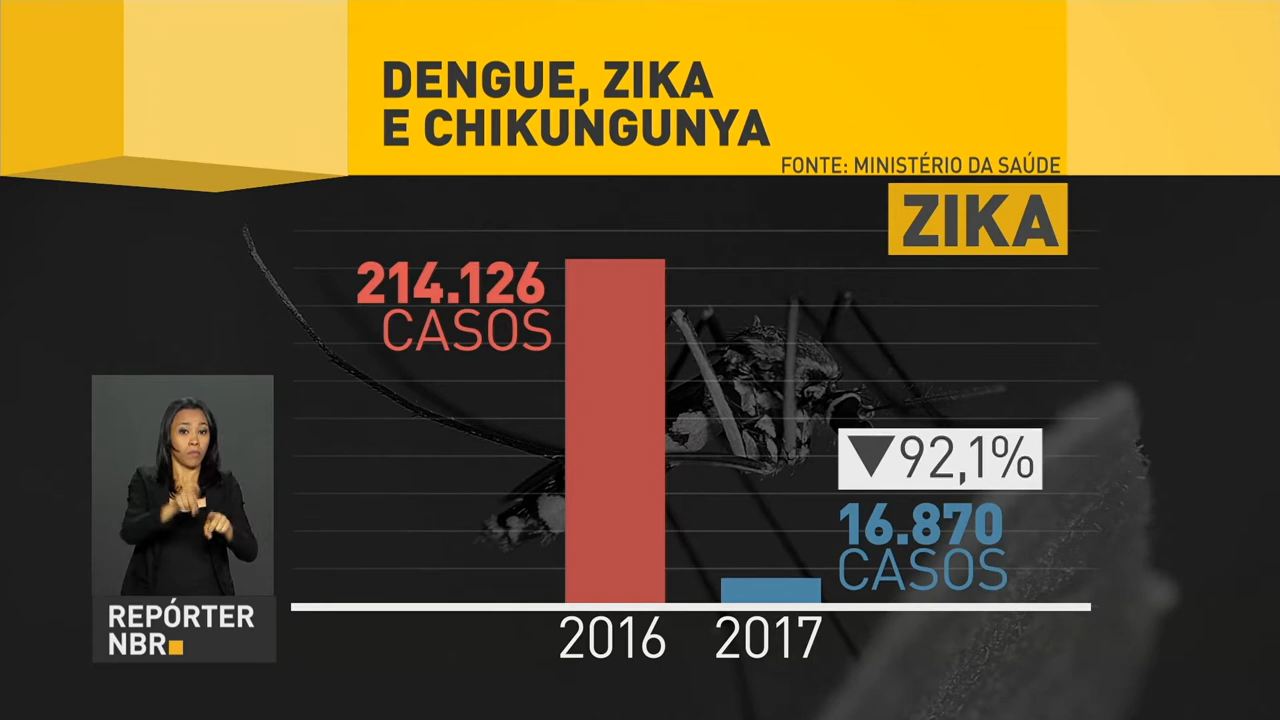 DENGUE, ZIKA
E CHIKUNGUNYA
FONTE: MINISTÉRIO DA SAÚDE
ZIKA
214.126
CASOS
▼92,1%
16.870
CASOS
2016 2017
REPÓRTER
NBR